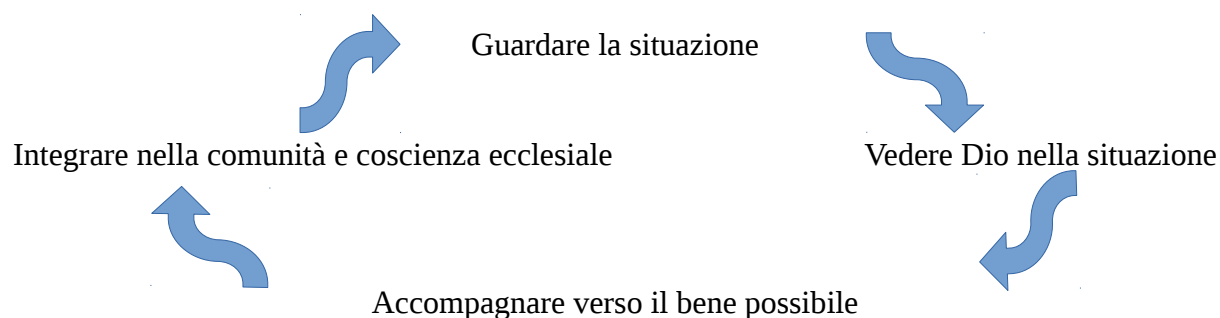 Guardare la situazione
Integrare nella comunità e coscienza ecclesiale
Vedere Dio nella situazione
Accompagnare verso il bene possibile